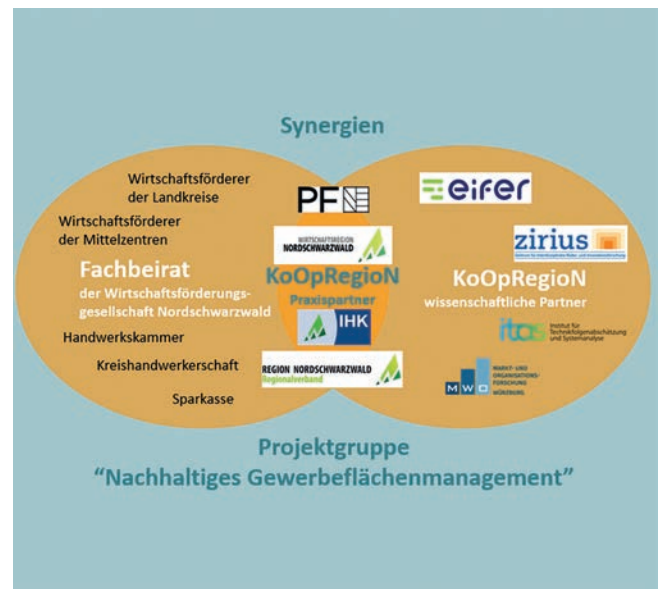 Synergien
Wirtschaftsförderer
der Landkreise
Wirtschaftsförderer
der Mittelzentren
Fachbeirat
der Wirtschaftsförderungs-
gesellschaft Nordschwarzwald
Handwerkskammer
Kreishandwerkerschaft
Sparkasse
PF
WIRTSCHAFTSREGION
NORDSCHWARZWALD
KoOpRegioN
Praxispartner
IHK
REGION NORDSCHWARZWALD
Regionalverband
eifer
zirius
KoOpRegioN
wissenschaftliche Partner
itas Institut für
Technikfolgenabschätzung
und Systemanalyse
MWO
MARKT- UND
ORGANISATIONS-
FORSCHUNG
WÜRZBURG
Projektgruppe
“Nachhaltiges Gewerbeflächenmanagement”